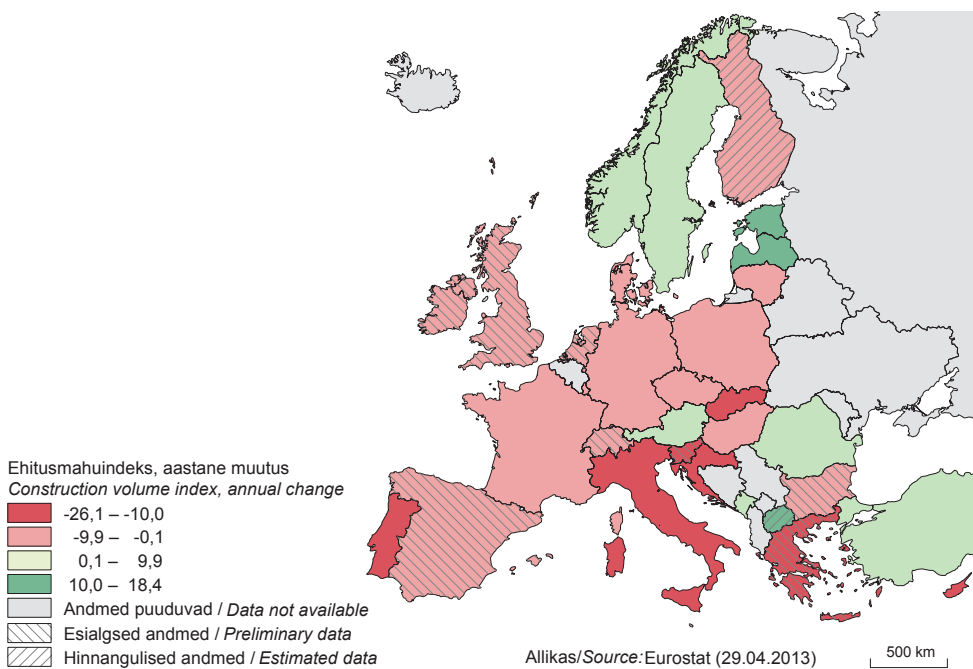 Ehitusmahuindeks, aastane muutus
Construction volume index, annual change
-26,1 – -10,0
-9,9 – -0,1
0,1 – 9,9
10,0 – 18,4
Andmed puuduvad / Data not available
Esialgsed andmed / Preliminary data
Hinnangulised andmed / Estimated data
Allikas/Source: Eurostat (29.04.2013)
500 km